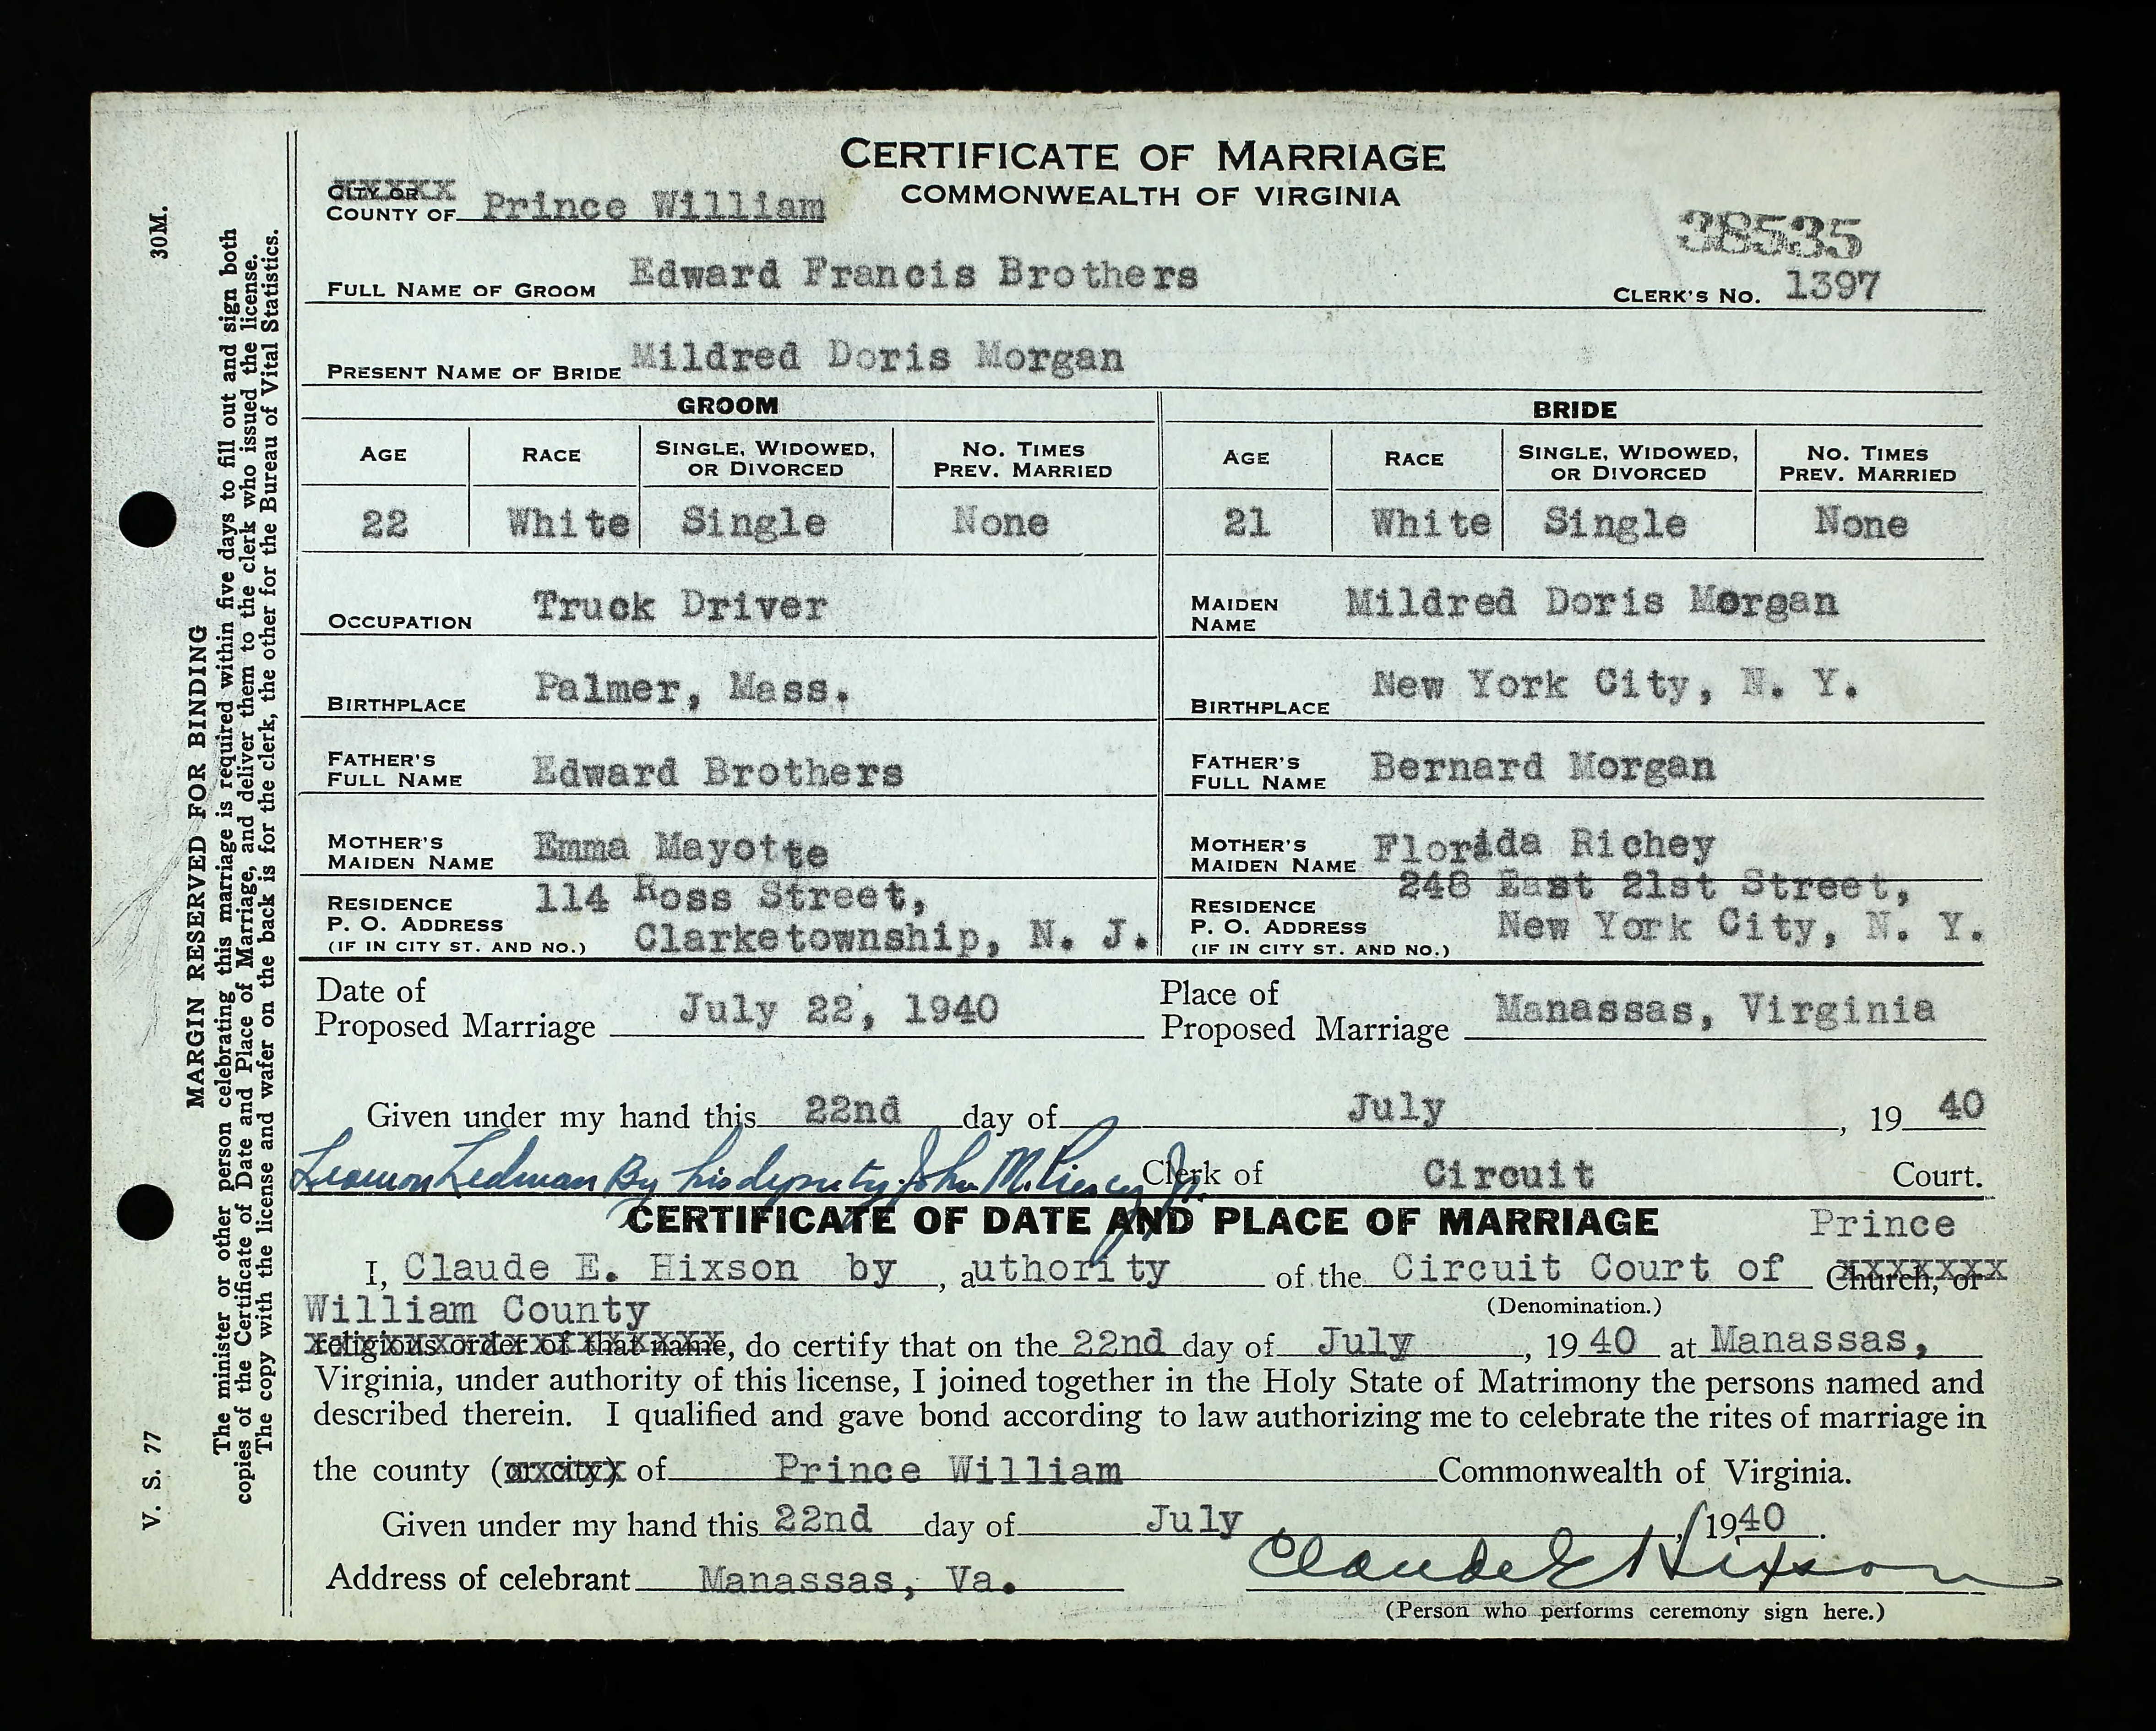 CERTIFICATE OF MARRIAGE
COMMONWEALTH OF VIRGINIA
CITY OR
COUNTY OF Prince William
38535
FULL NAME OF GROOM Edward Francis Brothers CLERK'S NO. 1397
PRESENT NAME OF BRIDE Mildred Doris Morgan
GROOM BRIDE
AGE RACE SINGLE, WIDOWED, OR DIVORCED NO. TIMES PREV. MARRIED AGE RACE SINGLE, WIDOWED, OR DIVORCED NO. TIMES PREV. MARRIED
22 White Single None 21 White Single None
OCCUPATION Truck Driver MAIDEN NAME Mildred Doris Morgan
BIRTHPLACE Palmer, Mass. BIRTHPLACE New York City, N. Y.
FATHER'S FULL NAME Edward Brothers FATHER'S FULL NAME Bernard Morgan
MOTHER'S MAIDEN NAME Emma Mayotte MOTHER'S MAIDEN NAME Florida Richey
RESIDENCE P. O. ADDRESS (IF IN CITY ST. AND NO.) 114 Ross Street, Clarketownship, N. J. RESIDENCE P. O. ADDRESS (IF IN CITY ST. AND NO.) 248 East 21st Street, New York City, N. Y.
Date of Proposed Marriage July 22, 1940 Place of Proposed Marriage Manassas, Virginia
Given under my hand this 22nd day of July, 19 40
Leamon Ledman By his deputy John M. Piercey Jr. Clerk of Circuit Court.
CERTIFICATE OF DATE AND PLACE OF MARRIAGE Prince
I, Claude E. Hixson by, authority of the Circuit Court of Church, or
(Denomination.)
William County
religious order of that name, do certify that on the 22nd day of July, 19 40 at Manassas,
Virginia, under authority of this license, I joined together in the Holy State of Matrimony the persons named and
described therein. I qualified and gave bond according to law authorizing me to celebrate the rites of marriage in
the county (or city) of Prince William Commonwealth of Virginia.
Given under my hand this 22nd day of July, 1940.
Address of celebrant Manassas, Va. Claude E Hixson
(Person who performs ceremony sign here.)
30M.
V. S. 77
MARGIN RESERVED FOR BINDING
The minister or other person celebrating this marriage is required within five days to fill out and sign both
copies of the Certificate of Date and Place of Marriage, and deliver them to the clerk who issued the license.
The copy with the license and wafer on the back is for the clerk, the other for the Bureau of Vital Statistics.